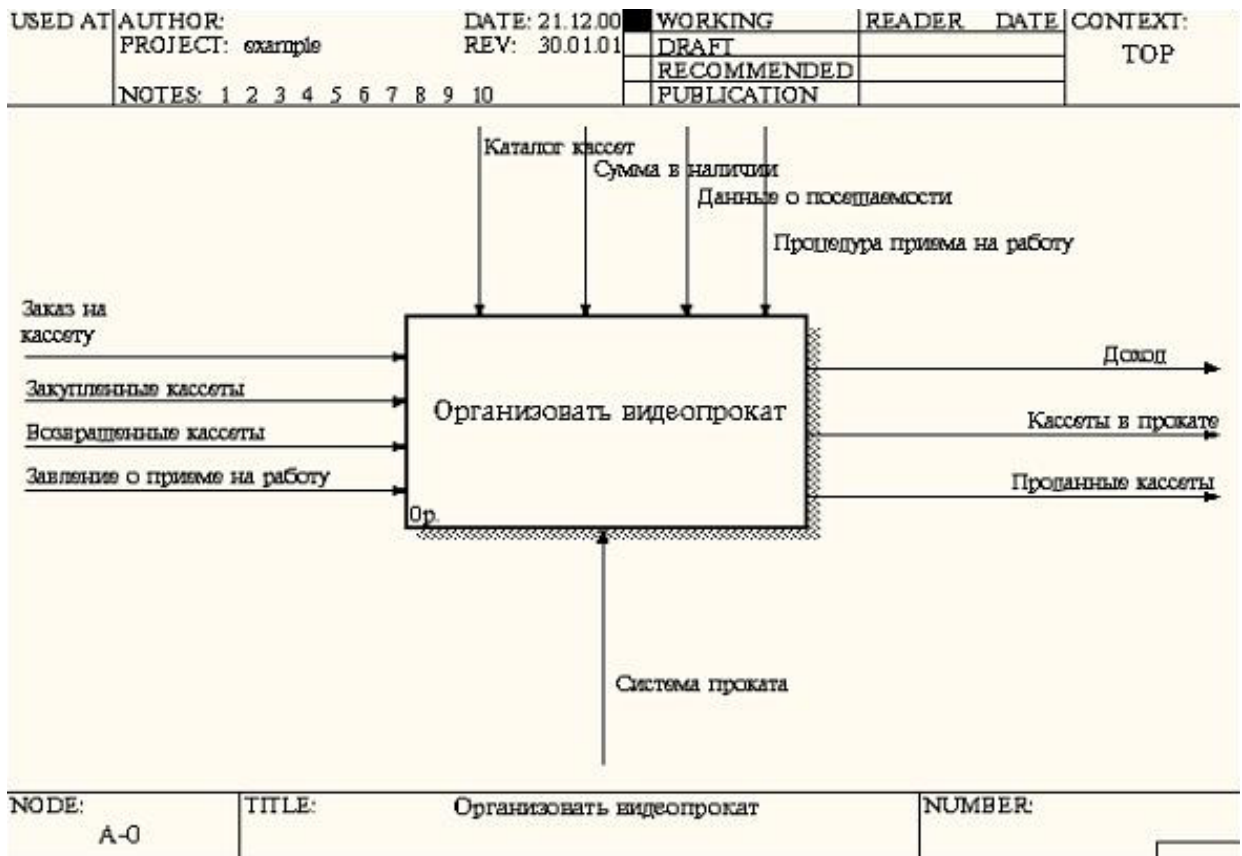 USED AT AUTHOR: DATE: 21.12.00 WORKING READER DATE CONTEXT:
PROJECT: example REV: 30.01.01 DRAFT TOP
RECOMMENDED
NOTES: 1 2 3 4 5 6 7 8 9 10 PUBLICATION
Каталог кассет
Сумма в наличии
Данные о посещаемости
Процедура приема на работу
Заказ на
кассету
Закупленные кассеты
Возвращенные кассеты
Завление о приеме на работу
Организовать видеопрокат
0р.
Доход
Кассеты в прокате
Проданные кассеты
Система проката
NODE: TITLE: Организовать видеопрокат NUMBER:
A-0